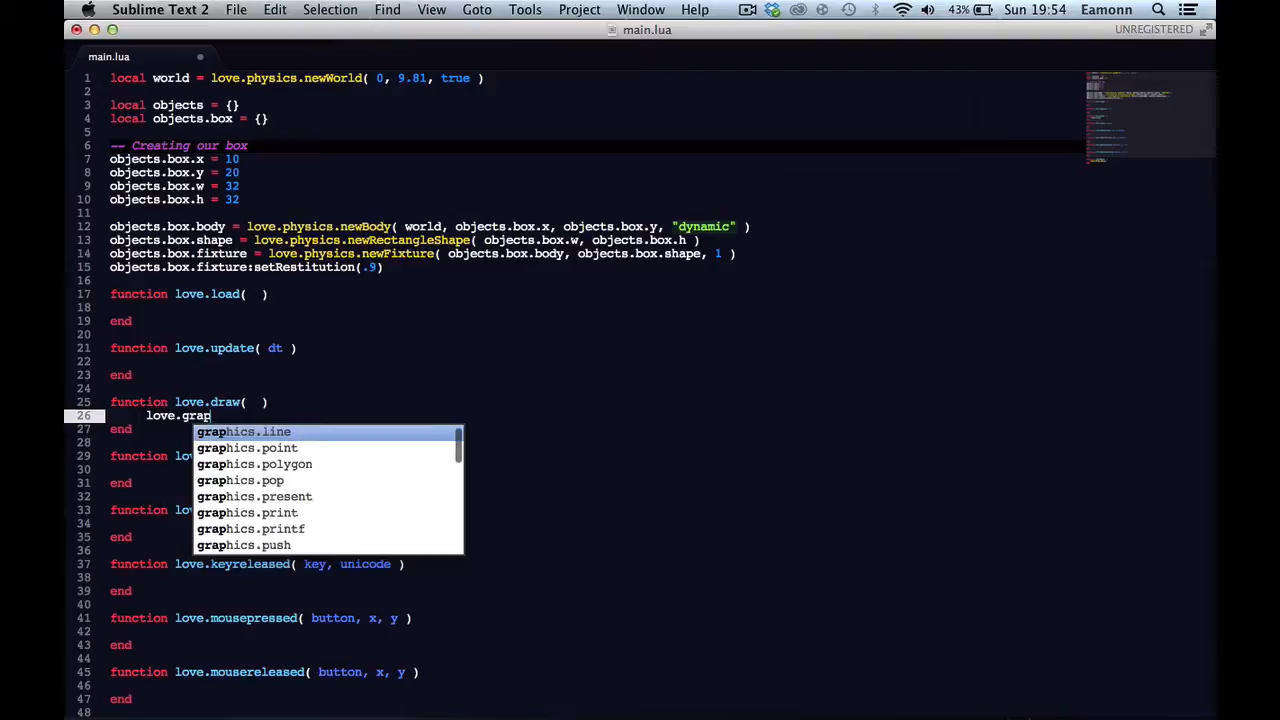 Sublime Text 2 File Edit Selection Find View Goto Tools Project Window Help 43% Sun 19:54 Eamonn
main.lua UNREGISTERED
main.lua
1 local world = love.physics.newWorld( 0, 9.81, true )
2
3 local objects = {}
4 local objects.box = {}
5
6 -- Creating our box
7 objects.box.x = 10
8 objects.box.y = 20
9 objects.box.w = 32
10 objects.box.h = 32
11
12 objects.box.body = love.physics.newBody( world, objects.box.x, objects.box.y, "dynamic" )
13 objects.box.shape = love.physics.newRectangleShape( objects.box.w, objects.box.h )
14 objects.box.fixture = love.physics.newFixture( objects.box.body, objects.box.shape, 1 )
15 objects.box.fixture:setRestitution(.9)
16
17 function love.load( )
18
19 end
20
21 function love.update( dt )
22
23 end
24
25 function love.draw( )
26 love.grap
27 end
graphics.line
28
graphics.point
29 function lo
graphics.polygon
30
31 end
graphics.pop
32
graphics.present
33 function lo
graphics.print
34
graphics.printf
35 end
graphics.push
36
37 function love.keyreleased( key, unicode )
38
39 end
40
41 function love.mousepressed( button, x, y )
42
43 end
44
45 function love.mousereleased( button, x, y )
46
47 end
48